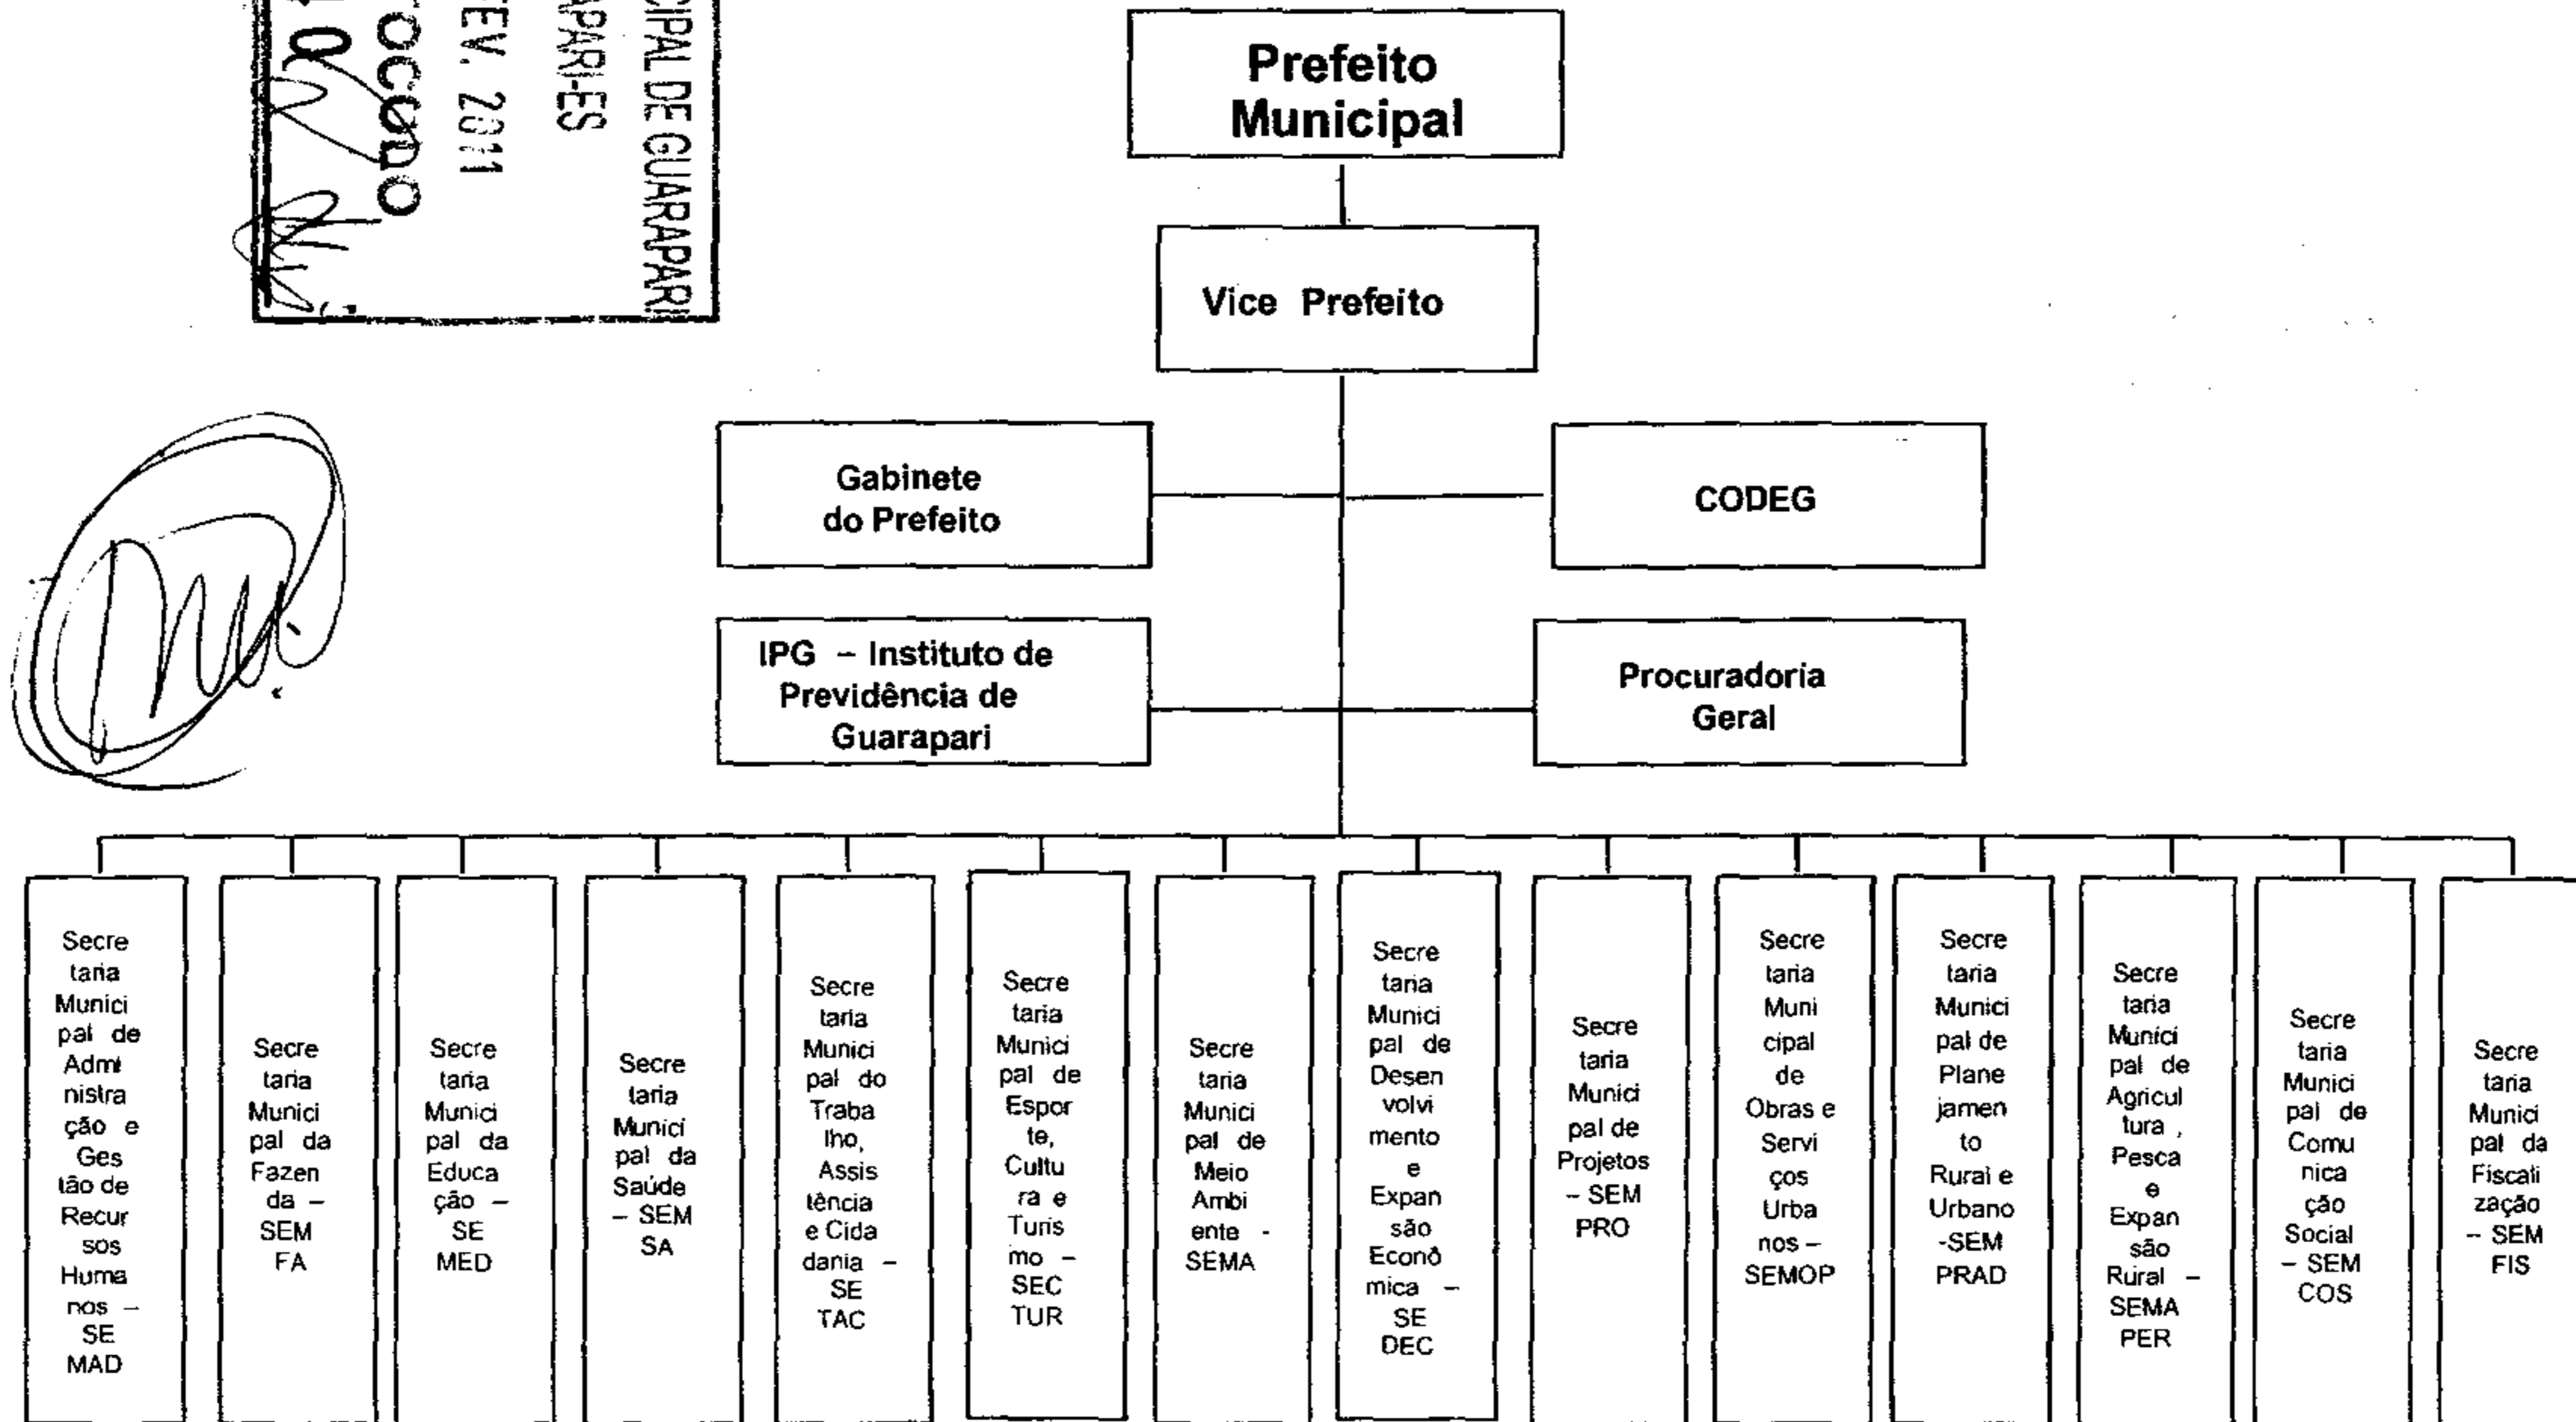 CIPAL DE GUARAPARI
APARI-ES
EV. 2011
Prefeito
Municipal
Vice Prefeito
Gabinete
do Prefeito
CODEG
IPG – Instituto de
Previdência de
Guarapari
Procuradoria
Geral
Secre
taria
Munici
pal de
Admi
nistra
ção e
Ges
tão de
Recur
sos
Huma
nos –
SE
MAD
Secre
taria
Munici
pal da
Fazen
da –
SEM
FA
Secre
taria
Munici
pal da
Educa
ção –
SE
MED
Secre
taria
Munici
pal da
Saúde
– SEM
SA
Secre
taria
Munici
pal do
Traba
lho,
Assis
tência
e Cida
dania –
SE
TAC
Secre
taria
Munici
pal de
Espor
te,
Cultu
ra e
Turis
mo –
SEC
TUR
Secre
taria
Munici
pal de
Meio
Ambi
ente -
SEMA
Secre
taria
Munici
pal de
Desen
volvi
mento
e
Expan
são
Econô
mica –
SE
DEC
Secre
taria
Munici
pal de
Projetos
– SEM
PRO
Secre
taria
Muni
cipal
de
Obras e
Servi
ços
Urba
nos –
SEMOP
Secre
taria
Munici
pal de
Plane
jamen
to
Rural e
Urbano
-SEM
PRAD
Secre
taria
Munici
pal de
Agricul
tura ,
Pesca
e
Expan
são
Rural –
SEMA
PER
Secre
taria
Munici
pal de
Comu
nica
ção
Social
– SEM
COS
Secre
taria
Munici
pal da
Fiscali
zação
– SEM
FIS